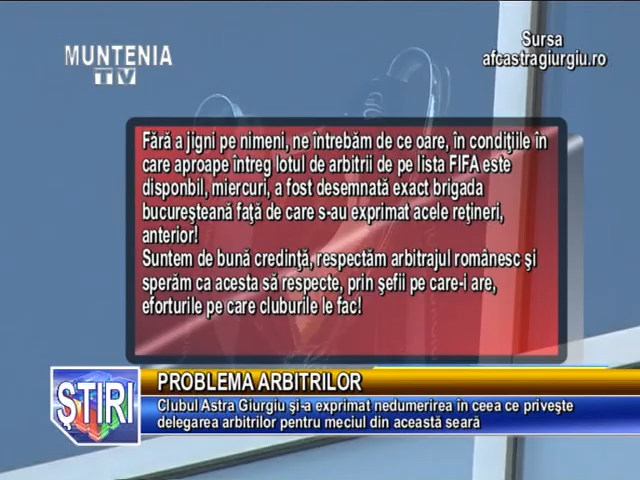 MUNTENIA
TV
Sursa
afcastragiurgiu.ro
Fără a jigni pe nimeni, ne întrebăm de ce oare, în condiţiile în
care aproape întreg lotul de arbitrii de pe lista FIFA este
disponbil, miercuri, a fost desemnată exact brigada
bucureşteană faţă de care s-au exprimat acele reţineri,
anterior!
Suntem de bună credinţă, respectăm arbitrajul românesc şi
sperăm ca acesta să respecte, prin şefii pe care-i are,
eforturile pe care cluburile le fac!
ŞTIRI
PROBLEMA ARBITRILOR
Clubul Astra Giurgiu şi-a exprimat nedumerirea în ceea ce priveşte
delegarea arbitrilor pentru meciul din această seară